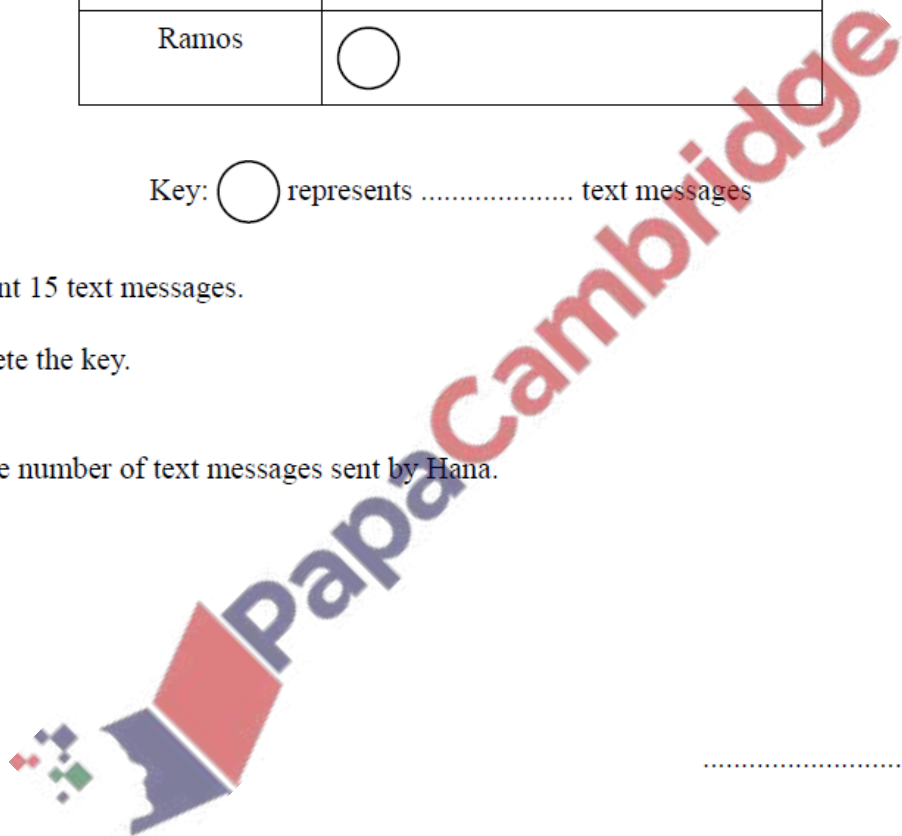 Ramos
Key: represents .................... text messages
nt 15 text messages.
ete the key.
e number of text messages sent by Hana.
PapaCambridge
..........................